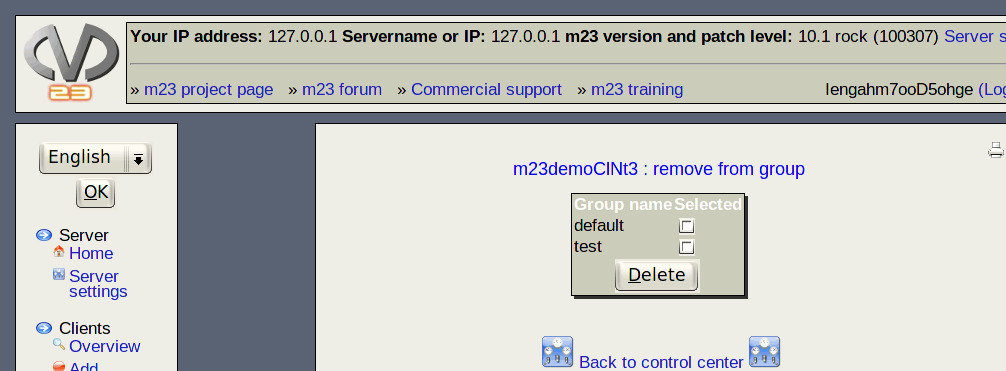 23
Your IP address: 127.0.0.1 Servername or IP: 127.0.0.1 m23 version and patch level: 10.1 rock (100307) Server s
» m23 project page » m23 forum » Commercial support » m23 training Iengahm7ooD5ohge (Log
English
OK
Server
Home
Server
settings
Clients
Overview
Add
m23demoClNt3 : remove from group
Group name Selected
default
test
Delete
Back to control center